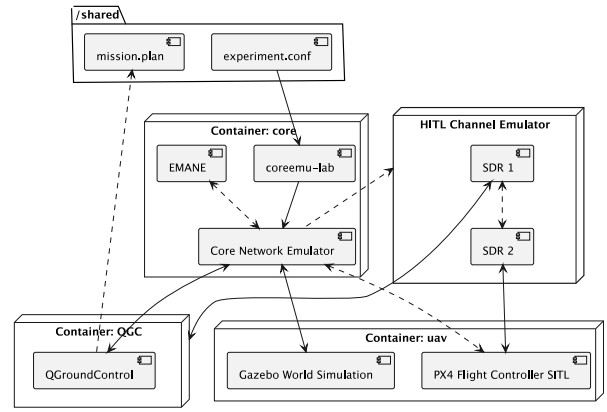 /shared
mission.plan
experiment.conf
Container: core
HITL Channel Emulator
EMANE
coreemu-lab
SDR 1
Core Network Emulator
SDR 2
Container: QGC
Container: uav
QGroundControl
Gazebo World Simulation
PX4 Flight Controller SITL